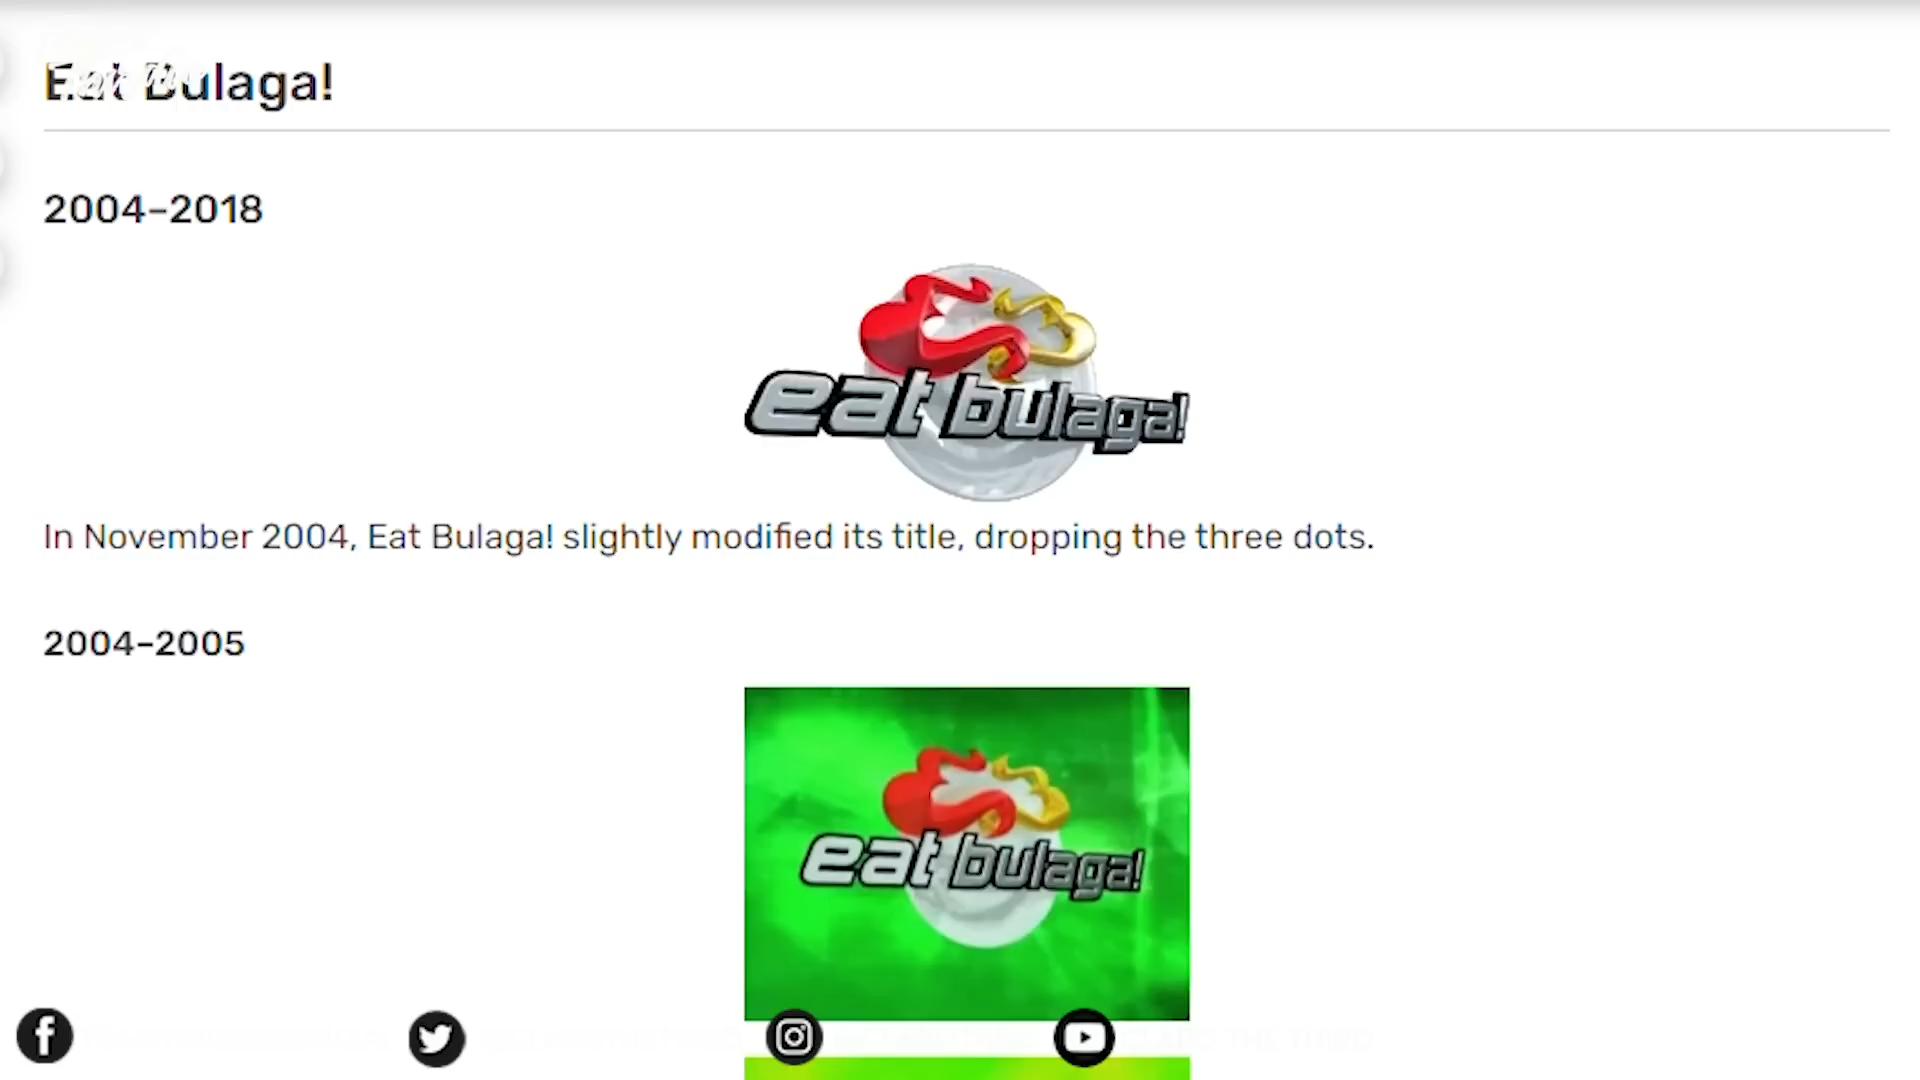 Eat Bulaga!
2004–2018
eat bulaga!
In November 2004, Eat Bulaga! slightly modified its title, dropping the three dots.
2004–2005
eat bulaga!